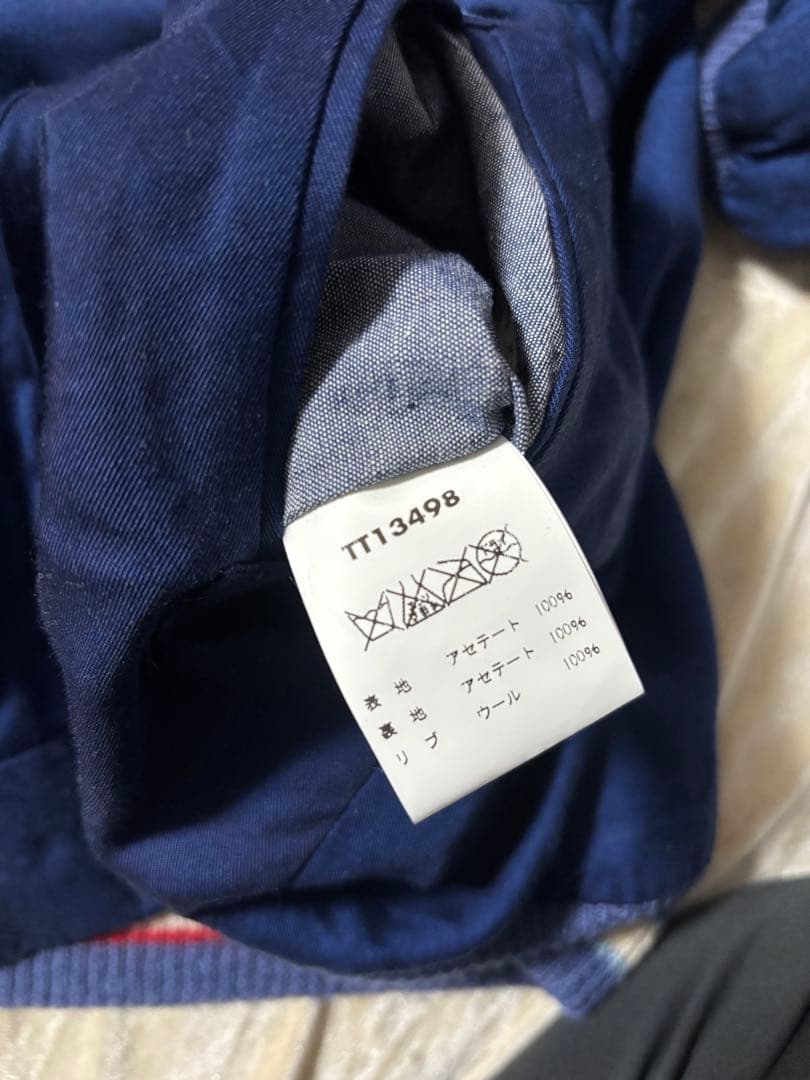 TT13498
表地 アセテート 100%
裏地 アセテート 100%
リブ ウール 100%